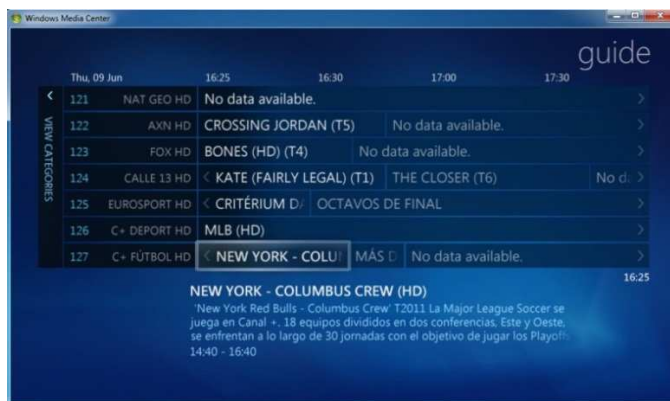 Windows Media Center
guide
Thu, 09 Jun 16:25 16:30 17:00 17:30
VIEW CATEGORIES
121 NAT GEO HD No data available.
122 AXN HD CROSSING JORDAN (T5) No data available.
123 FOX HD BONES (HD) (T4) No data available.
124 CALLE 13 HD KATE (FAIRLY LEGAL) (T1) THE CLOSER (T6) No d
125 EUROSPORT HD CRITÉRIUM DA OCTAVOS DE FINAL
126 C+ DEPORT HD MLB (HD)
127 C+ FÚTBOL HD NEW YORK - COLU MÁS D No data available.
16:25
NEW YORK - COLUMBUS CREW (HD)
'New York Red Bulls - Columbus Crew' T2011 La Major League Soccer se
juega en Canal +. 18 equipos divididos en dos conferencias, Este y Oeste,
se enfrentan a lo largo de 30 jornadas con el objetivo de jugar los Playoff
14:40 - 16:40